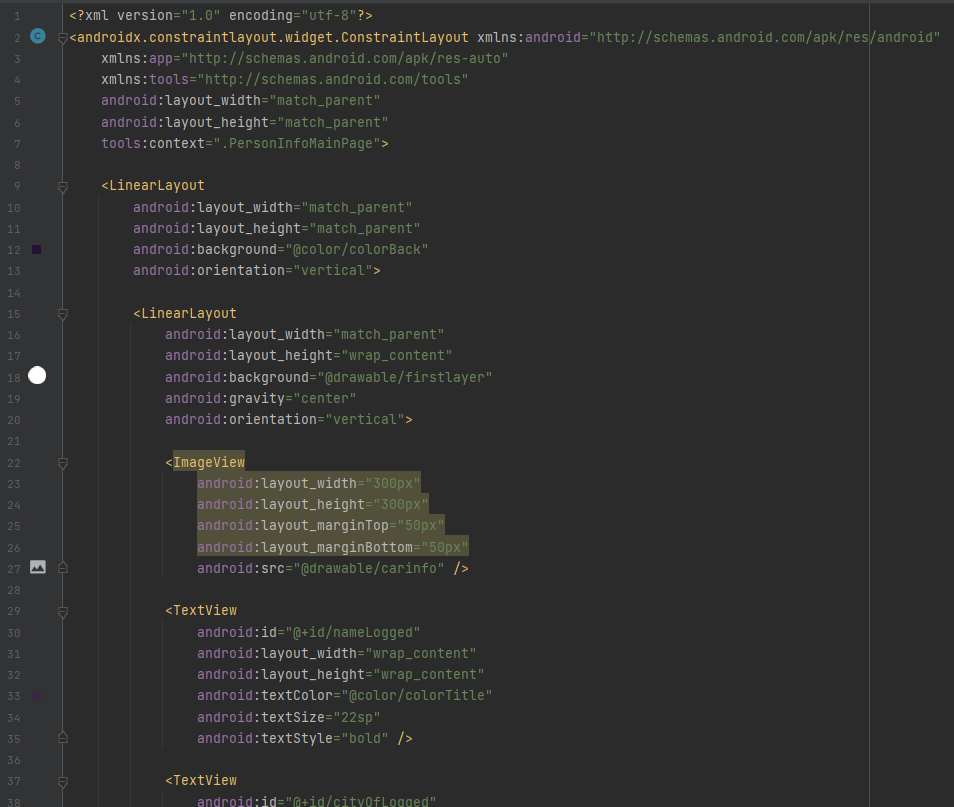 1 <?xml version="1.0" encoding="utf-8"?>
2 C <androidx.constraintlayout.widget.ConstraintLayout xmlns:android="http://schemas.android.com/apk/res/android"
3 xmlns:app="http://schemas.android.com/apk/res-auto"
4 xmlns:tools="http://schemas.android.com/tools"
5 android:layout_width="match_parent"
6 android:layout_height="match_parent"
7 tools:context=".PersonInfoMainPage">
8
9 <LinearLayout
10 android:layout_width="match_parent"
11 android:layout_height="match_parent"
12 android:background="@color/colorBack"
13 android:orientation="vertical">
14
15 <LinearLayout
16 android:layout_width="match_parent"
17 android:layout_height="wrap_content"
18 android:background="@drawable/firstlayer"
19 android:gravity="center"
20 android:orientation="vertical">
21
22 <ImageView
23 android:layout_width="300px"
24 android:layout_height="300px"
25 android:layout_marginTop="50px"
26 android:layout_marginBottom="50px"
27 android:src="@drawable/carinfo" />
28
29 <TextView
30 android:id="@+id/nameLogged"
31 android:layout_width="wrap_content"
32 android:layout_height="wrap_content"
33 android:textColor="@color/colorTitle"
34 android:textSize="22sp"
35 android:textStyle="bold" />
36
37 <TextView
38 android:id="@+id/cityOfLogged"